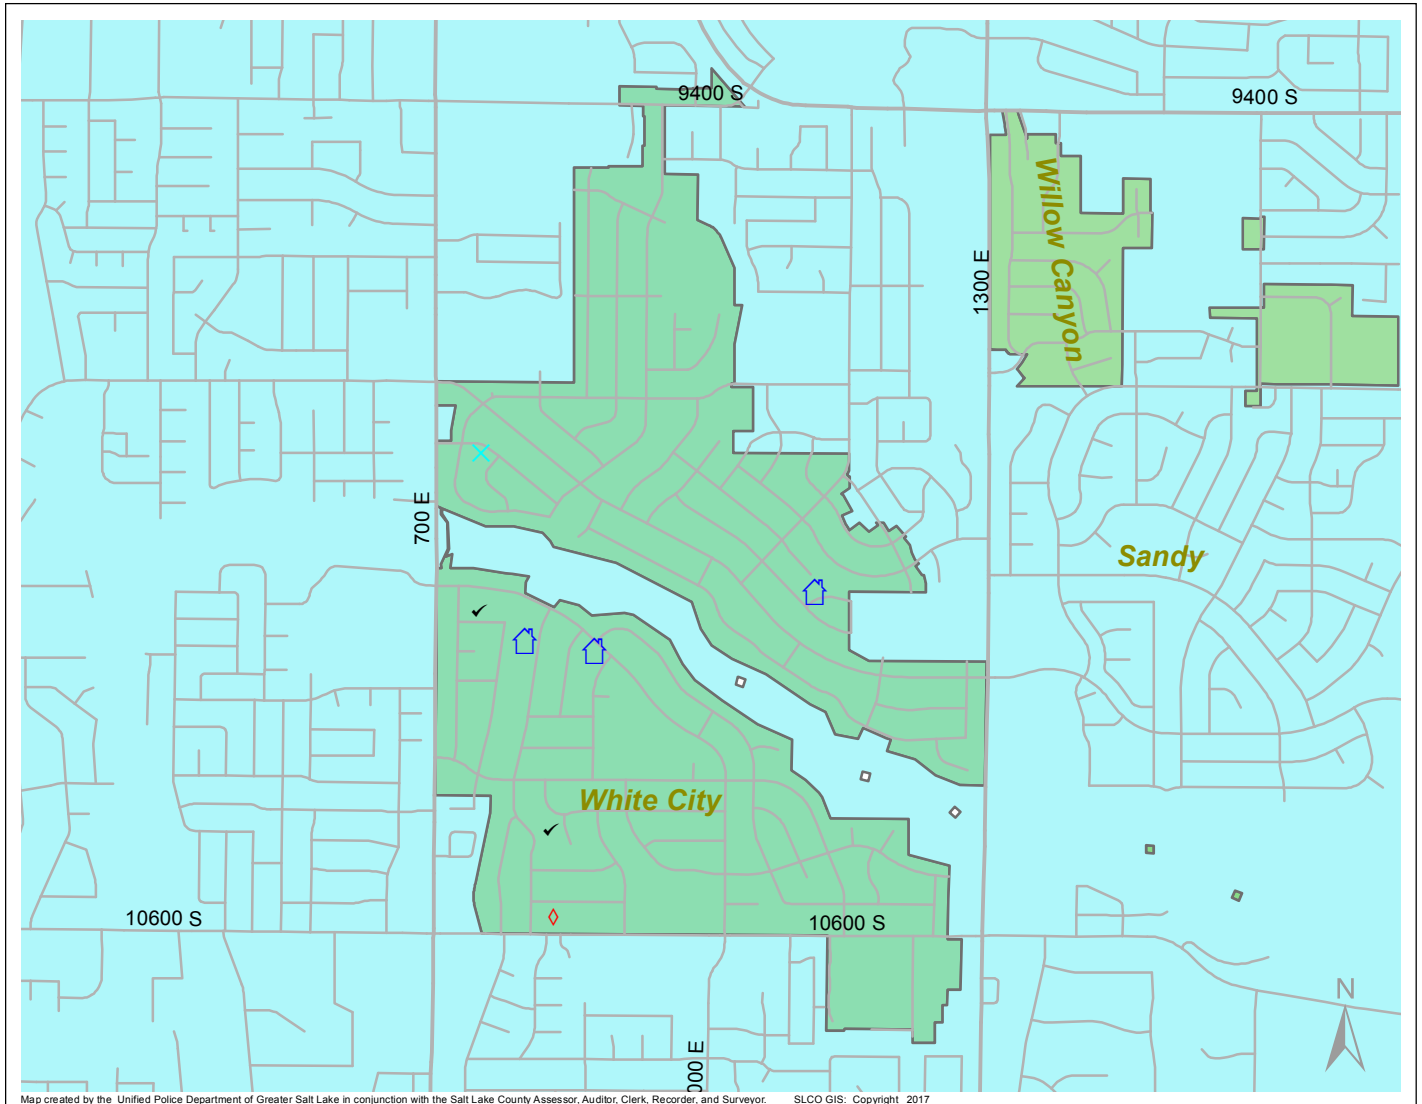 9400 S
9400 S
Willow Canyon
1300 E
700 E
Sandy
White City
10600 S
10600 S
N
000 E
Map created by the Unified Police Department of Greater Salt Lake in conjunction with the Salt Lake County Assessor, Auditor, Clerk, Recorder, and Surveyor. SLCO GIS: Copyright 2017